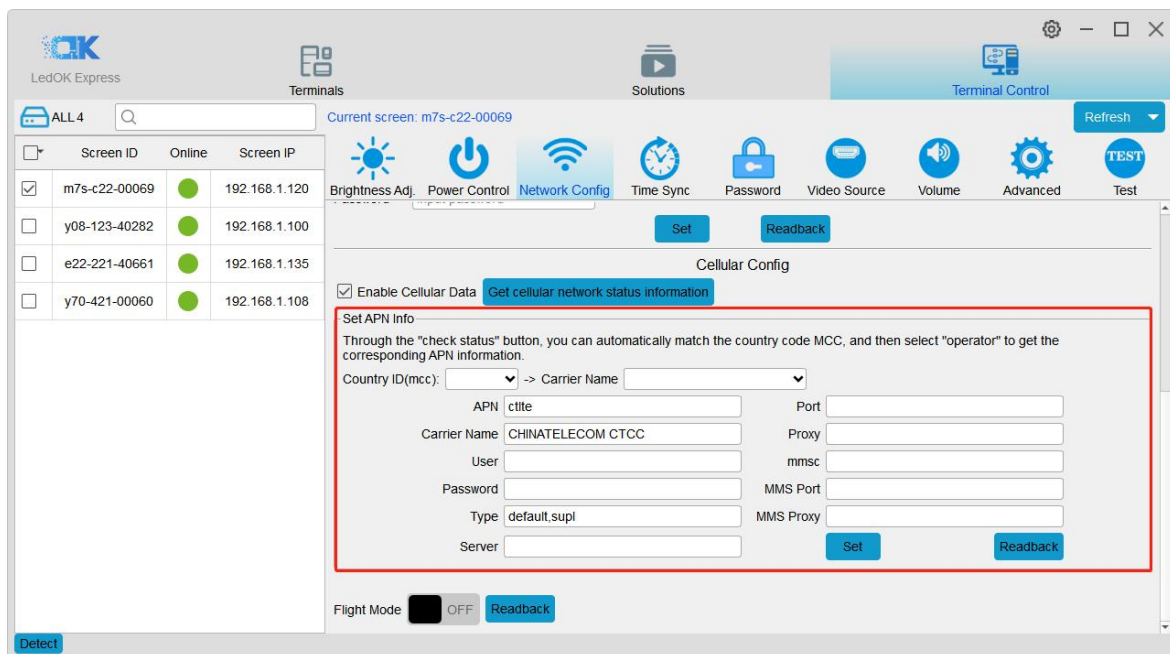 LedOK Express
Terminals
Solutions
Terminal Control
ALL 4
Current screen: m7s-c22-00069
Refresh
Screen ID Online Screen IP
m7s-c22-00069 192.168.1.120
y08-123-40282 192.168.1.100
e22-221-40661 192.168.1.135
y70-421-00060 192.168.1.108
Brightness Adj. Power Control Network Config Time Sync Password Video Source Volume Advanced TEST Test
Set Readback
Cellular Config
Enable Cellular Data Get cellular network status information
Set APN Info
Through the "check status" button, you can automatically match the country code MCC, and then select "operator" to get the
corresponding APN information.
Country ID(mcc): -> Carrier Name
APN ctlte Port
Carrier Name CHINATELECOM CTCC Proxy
User mmsc
Password MMS Port
Type default,supl MMS Proxy
Server Set Readback
Flight Mode OFF Readback
Detect